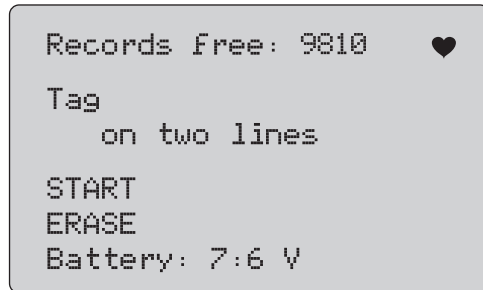 Records free: 9810 ♥
Tag
on two lines
START
ERASE
Battery: 7:6 V